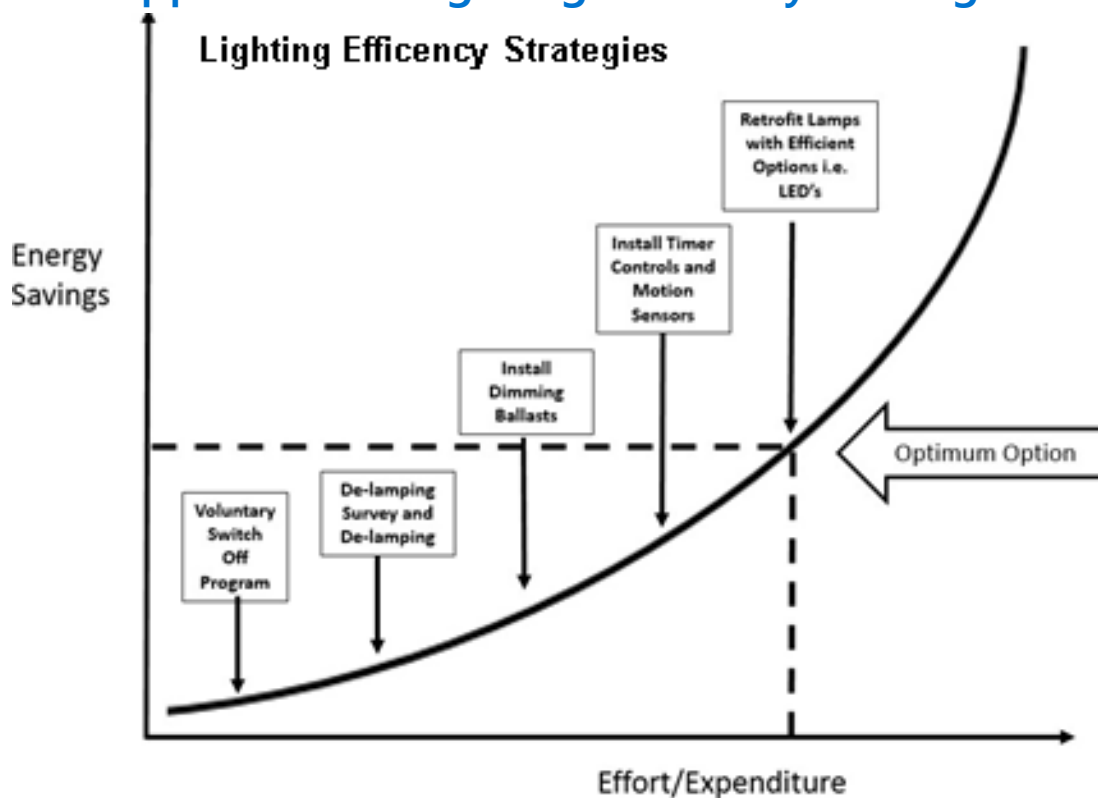 Lighting Efficency Strategies
Retrofit Lamps
with Efficient
Options i.e.
LED's
Install Timer
Controls and
Motion
Sensors
Energy
Savings
Install
Dimming
Ballasts
Optimum Option
De-lamping
Survey and
De-lamping
Voluntary
Switch
Off
Program
Effort/Expenditure